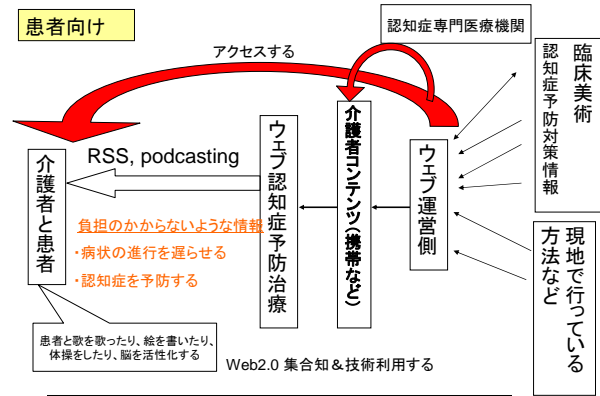 患者向け
認知症専門医療機関
アクセスする
臨床美術
認知症予防対策情報
介護者コンテンツ(携帯など)
ウェブ運営側
ウェブ認知症予防治療
RSS, podcasting
介護者と患者
負担のかからないような情報
・病状の進行を遅らせる
・認知症を予防する
現地で行っている
方法など
患者と歌を歌ったり、絵を書いたり、
体操をしたり、脳を活性化する
Web2.0 集合知&技術利用する